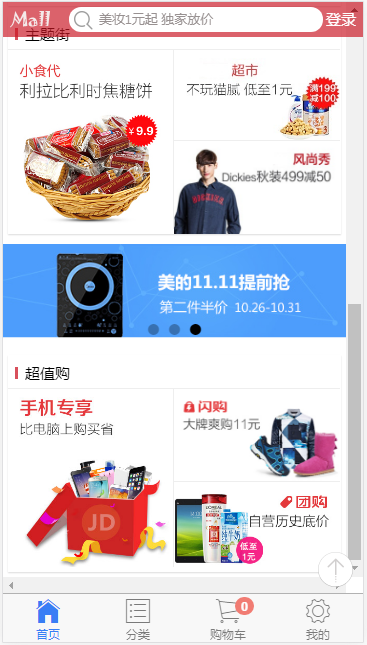 Mall
美妆1元起 独家放价
登录
主题街
小食代
利拉比利时焦糖饼
¥9.9
超市
不玩猫腻 低至1元
满199
减100
风尚秀
Dickies秋装499减50
美的11.11提前抢
第二件半价 10.26-10.31
超值购
手机专享
比电脑上购买省
JD
闪购
大牌爽购11元
团购
自营历史底价
L'OREAL
低至
1元
首页
分类
0
购物车
我的